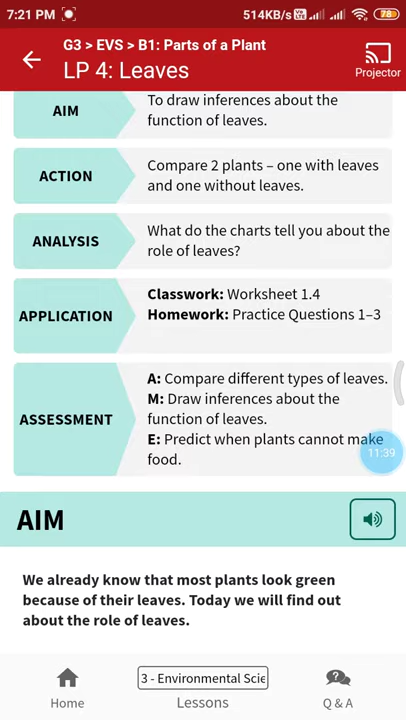 7:21 PM
514KB/s
78
G3 > EVS > B1: Parts of a Plant
LP 4: Leaves
Projector
AIM
To draw inferences about the
function of leaves.
ACTION
Compare 2 plants – one with leaves
and one without leaves.
ANALYSIS
What do the charts tell you about the
role of leaves?
APPLICATION
Classwork: Worksheet 1.4
Homework: Practice Questions 1–3
ASSESSMENT
A: Compare different types of leaves.
M: Draw inferences about the
function of leaves.
E: Predict when plants cannot make
food.
11:39
AIM
We already know that most plants look green
because of their leaves. Today we will find out
about the role of leaves.
Home
3 - Environmental Scie
Lessons
Q & A